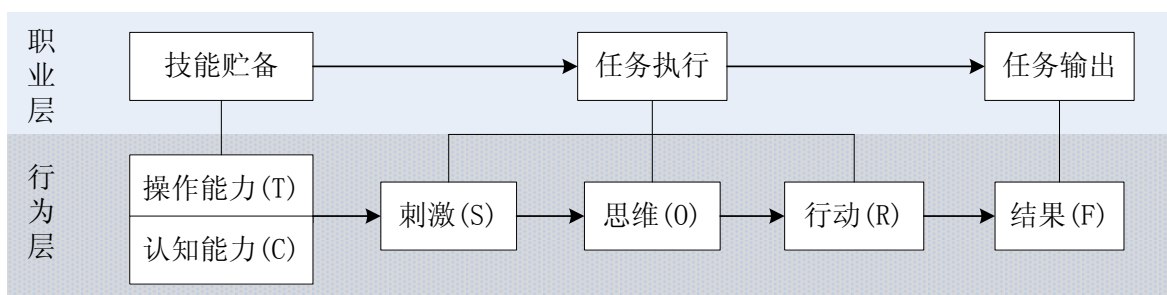 职业层
技能贮备
任务执行
任务输出
行为层
操作能力(T)
认知能力(C)
刺激(S)
思维(O)
行动(R)
结果(F)